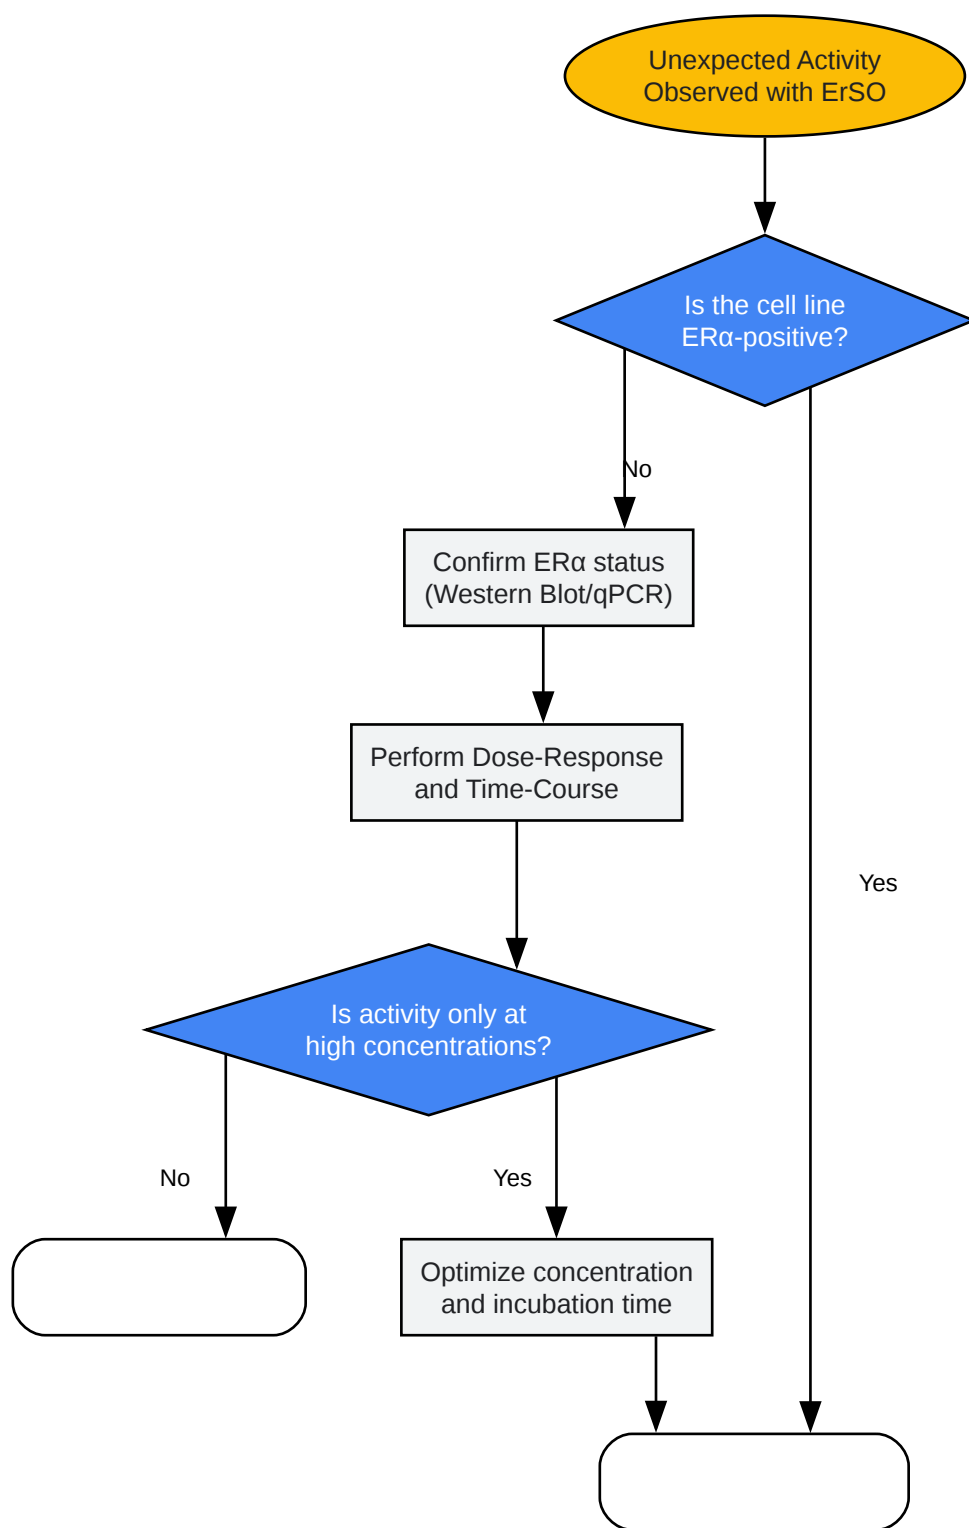 Unexpected Activity
Observed with ErSO
Is the cell line
ERα-positive?
No
Confirm ERα status
(Western Blot/qPCR)
Perform Dose-Response
and Time-Course
Yes
Is activity only at
high concentrations?
No
Yes
Optimize concentration
and incubation time